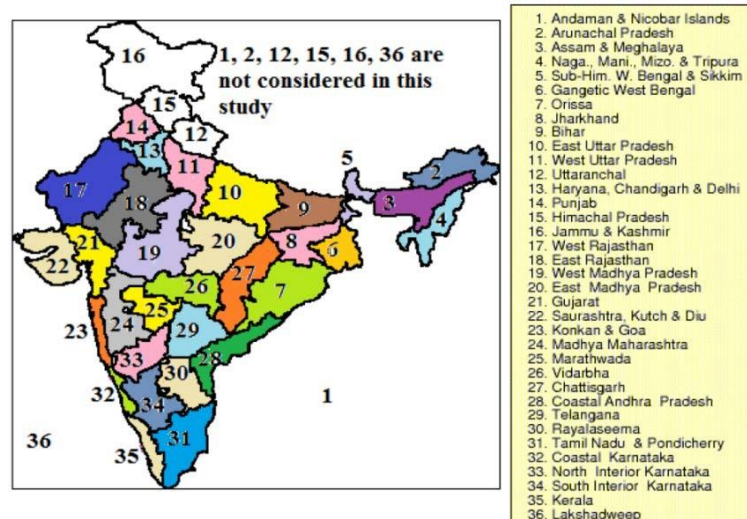 16
1, 2, 12, 15, 16, 36 are
not considered in this
study
15
14
12
13
11
5
2
17
10
3
4
18
9
19
20
8
6
21
22
27
7
26
25
23
24
29
33
28
32
30
1
34
36
35
31
1. Andaman & Nicobar Islands
2. Arunachal Pradesh
3. Assam & Meghalaya
4. Naga., Mani., Mizo. & Tripura
5. Sub-Him. W. Bengal & Sikkim
6. Gangetic West Bengal
7. Orissa
8. Jharkhand
9. Bihar
10. East Uttar Pradesh
11. West Uttar Pradesh
12. Uttaranchal
13. Haryana, Chandigarh & Delhi
14. Punjab
15. Himachal Pradesh
16. Jammu & Kashmir
17. West Rajasthan
18. East Rajasthan
19. West Madhya Pradesh
20. East Madhya Pradesh
21. Gujarat
22. Saurashtra, Kutch & Diu
23. Konkan & Goa
24. Madhya Maharashtra
25. Marathwada
26. Vidarbha
27. Chattisgarh
28. Coastal Andhra Pradesh
29. Telangana
30. Rayalaseema
31. Tamil Nadu & Pondicherry
32. Coastal Karnataka
33. North Interior Karnataka
34. South Interior Karnataka
35. Kerala
36. Lakshadweep